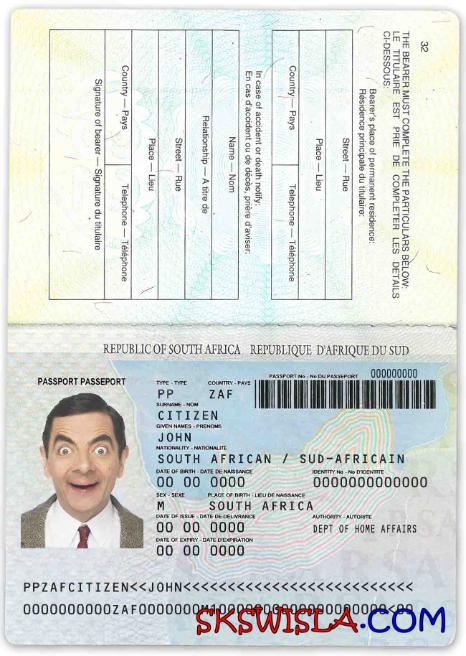 32
THE BEARER MUST COMPLETE THE PARTICULARS BELOW:
LE TITULAIRE EST PRIE DE COMPLETER LES DETAILS
CI-DESSOUS:
Bearer's place of permanent residence:
Résidence principale du titulaire:
Street — Rue
Place — Lieu
Country — Pays
Telephone — Téléphone
In case of accident or death notify:
En cas d'accident ou de décès, prière d'aviser:
Name — Nom
Relationship — A titre de
Street — Rue
Place — Lieu
Country — Pays
Telephone — Téléphone
Signature of bearer — Signature du titulaire
REPUBLIC OF SOUTH AFRICA REPUBLIQUE D'AFRIQUE DU SUD
PASSPORT PASSEPORT
TYPE - TYPE COUNTRY - PAYS PASSPORT No - No DU PASSEPORT 000000000
PP ZAF
SURNAME - NOM
CITIZEN
GIVEN NAMES - PRENOMS
JOHN
NATIONALITY - NATIONALITE
SOUTH AFRICAN / SUD-AFRICAIN
DATE OF BIRTH - DATE DE NAISSANCE IDENTITY No - No D'IDENTITE
00 00 0000 0000000000000
SEX - SEXE PLACE OF BIRTH - LIEU DE NAISSANCE
M SOUTH AFRICA
DATE OF ISSUE - DATE DE DELIVRANCE AUTHORITY - AUTORITE
00 00 0000 DEPT OF HOME AFFAIRS
DATE OF EXPIRY - DATE D'EXPIRATION
00 00 0000
PPZAFCITIZEN<<JOHN<<<<<<<<<<<<<<<<<<<<<<<<<<
SKSWISLA.COM